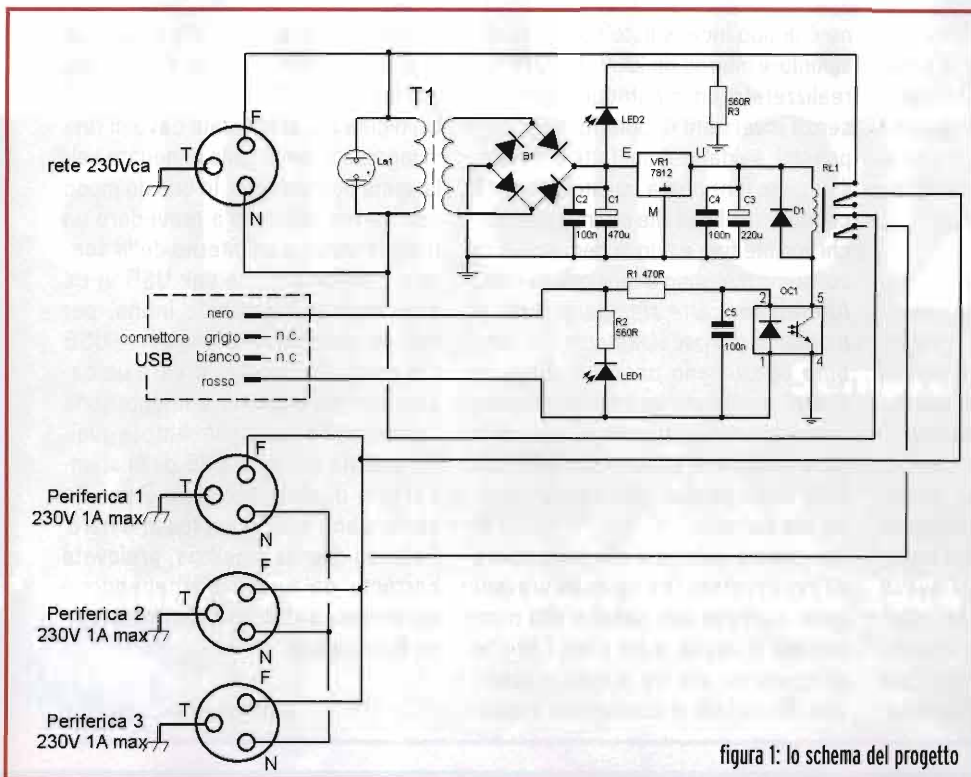 T1
F
T
rete 230Vca
N
La1
B1
LED2
560R
R3
E
VR1
7812
U
M
C2
100n
C1
470u
C4
100n
C3
220u
D1
RL1
nero
connettore
grigio
n.c.
USB
bianco
n.c
rosso
R1 470R
R2
560R
LED1
C5
100n
OC1
2
5
1
4
F
T
Periferica 1
230V 1A max
N
F
T
Periferica 2
230V 1A max
N
F
T
Periferica 3
230V 1A max
N
figura 1: lo schema del progetto